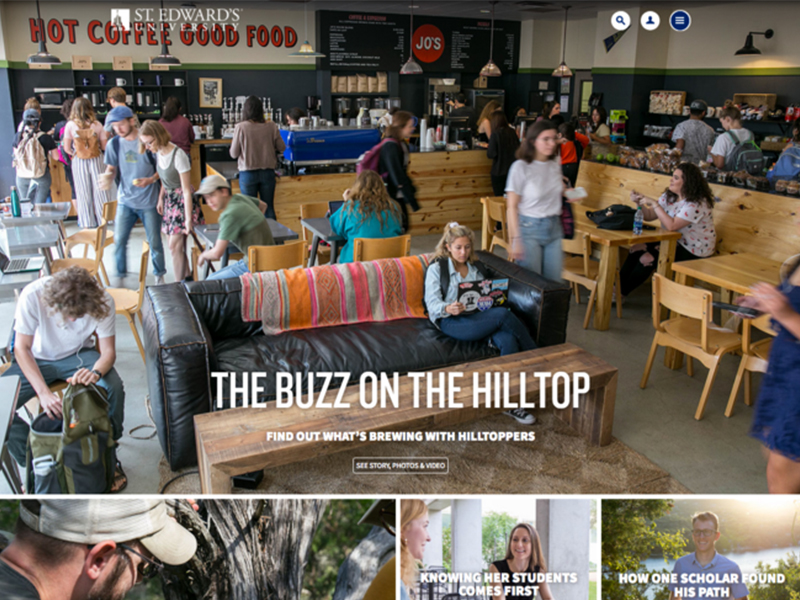 ST. EDWARD'S
UNIVERSITY
HOT COFFEE GOOD FOOD
JO'S
THE BUZZ ON THE HILLTOP
FIND OUT WHAT'S BREWING WITH HILLTOPPERS
SEE STORY, PHOTOS & VIDEO
KNOWING HER STUDENTS
COMES FIRST
HOW ONE SCHOLAR FOUND
HIS PATH